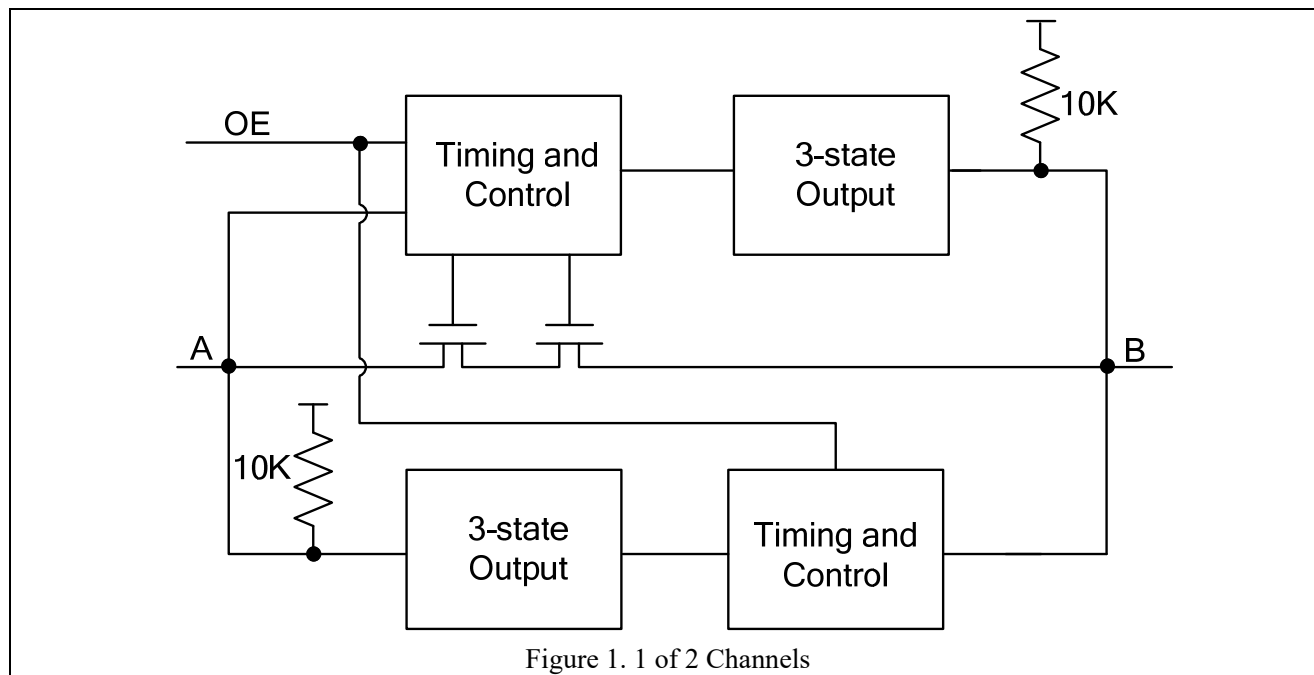 OE
Timing and
Control
3-state
Output
10K
A
B
10K
3-state
Output
Timing and
Control
Figure 1. 1 of 2 Channels